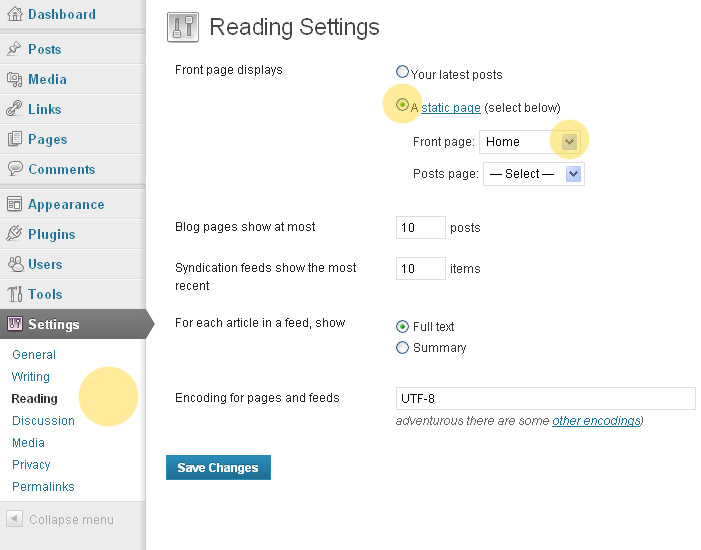 Dashboard
Posts
Media
Links
Pages
Comments
Appearance
Plugins
Users
Tools
Settings
General
Writing
Reading
Discussion
Media
Privacy
Permalinks
Collapse menu
Reading Settings
Front page displays
Your latest posts
A static page (select below)
Front page: Home
Posts page: — Select —
Blog pages show at most 10 posts
Syndication feeds show the most
recent
10 items
For each article in a feed, show
Full text
Summary
Encoding for pages and feeds UTF-8
adventurous there are some other encodings)
Save Changes